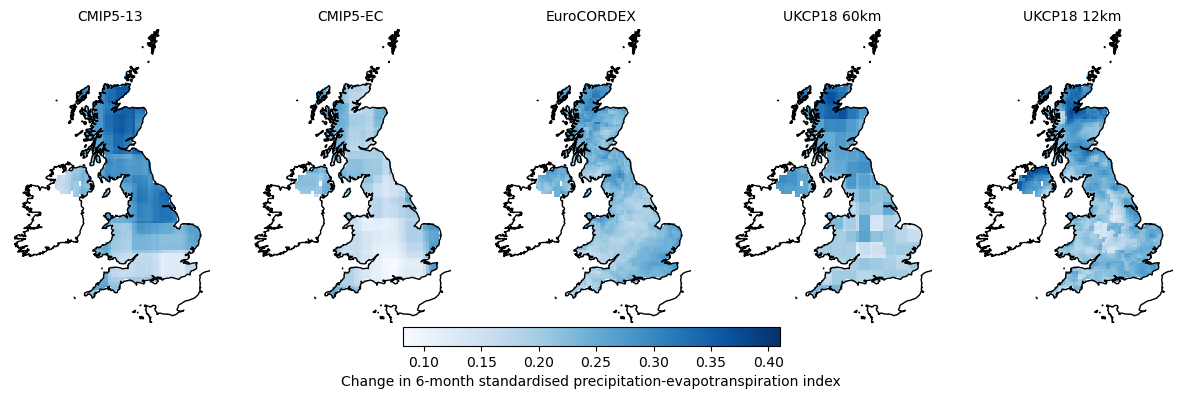 CMIP5-13 CMIP5-EC EuroCORDEX UKCP18 60km UKCP18 12km
0.10 0.15 0.20 0.25 0.30 0.35 0.40
Change in 6-month standardised precipitation-evapotranspiration index